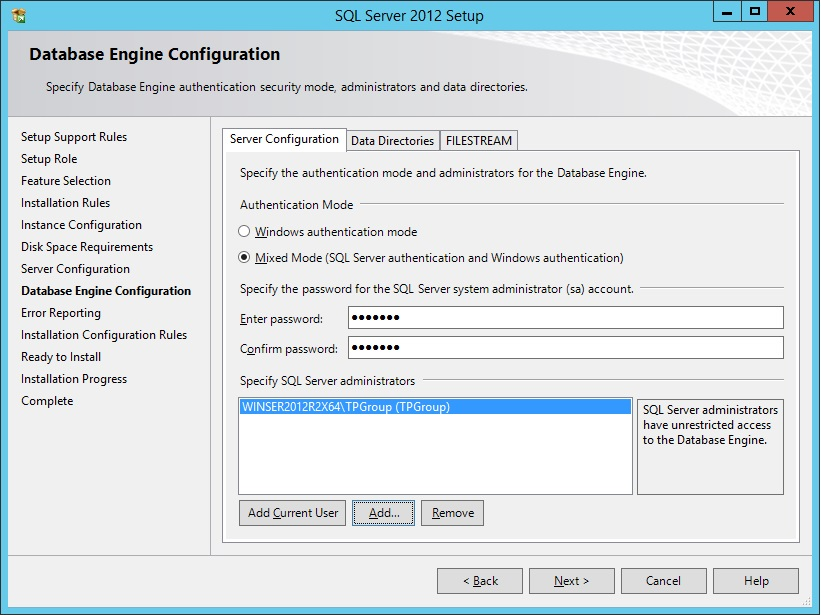 SQL Server 2012 Setup
Database Engine Configuration
Specify Database Engine authentication security mode, administrators and data directories.
Setup Support Rules
Setup Role
Feature Selection
Installation Rules
Instance Configuration
Disk Space Requirements
Server Configuration
Database Engine Configuration
Error Reporting
Installation Configuration Rules
Ready to Install
Installation Progress
Complete
Server Configuration
Data Directories
FILESTREAM
Specify the authentication mode and administrators for the Database Engine.
Authentication Mode
Windows authentication mode
Mixed Mode (SQL Server authentication and Windows authentication)
Specify the password for the SQL Server system administrator (sa) account.
Enter password: ●●●●●●●
Confirm password: ●●●●●●●
Specify SQL Server administrators
WINSER2012R2X64\TPGroup (TPGroup)
SQL Server administrators
have unrestricted access
to the Database Engine.
Add Current User
Add...
Remove
< Back
Next >
Cancel
Help